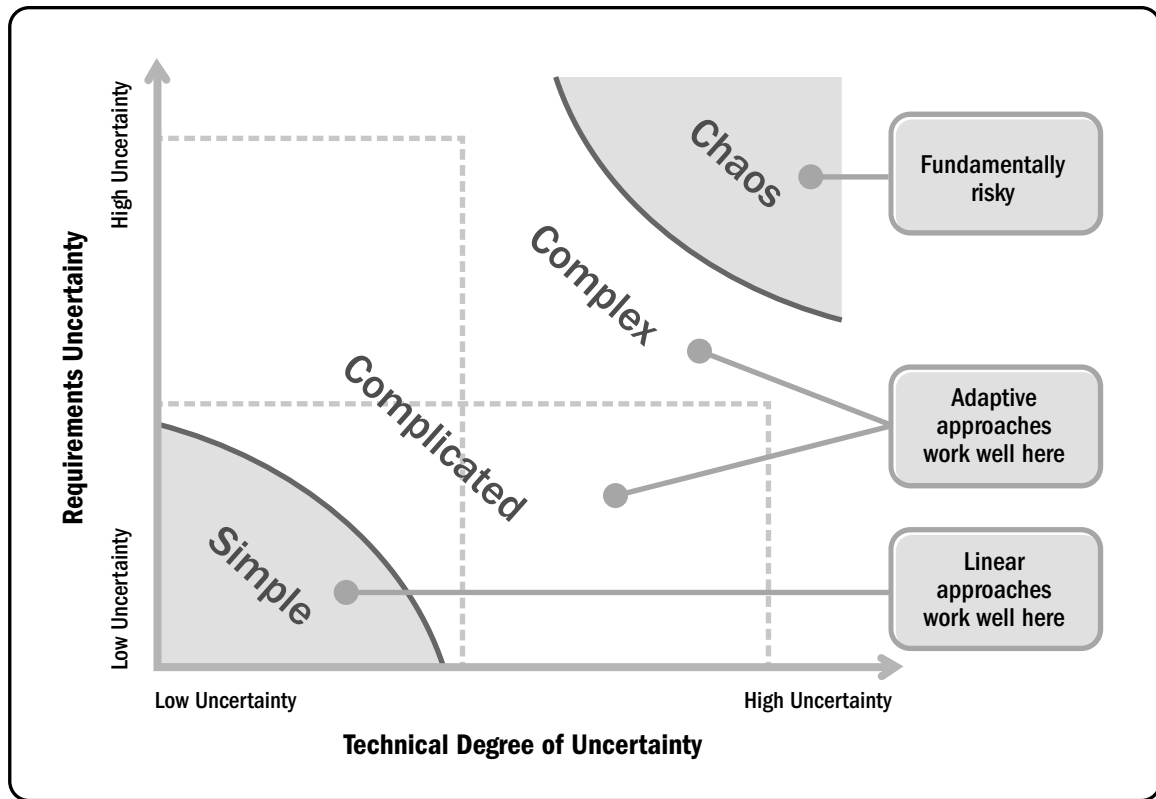 High Uncertainty
Requirements Uncertainty
Low Uncertainty
Chaos
Complex
Complicated
Simple
Fundamentally
risky
Adaptive
approaches
work well here
Linear
approaches
work well here
Low Uncertainty
High Uncertainty
Technical Degree of Uncertainty